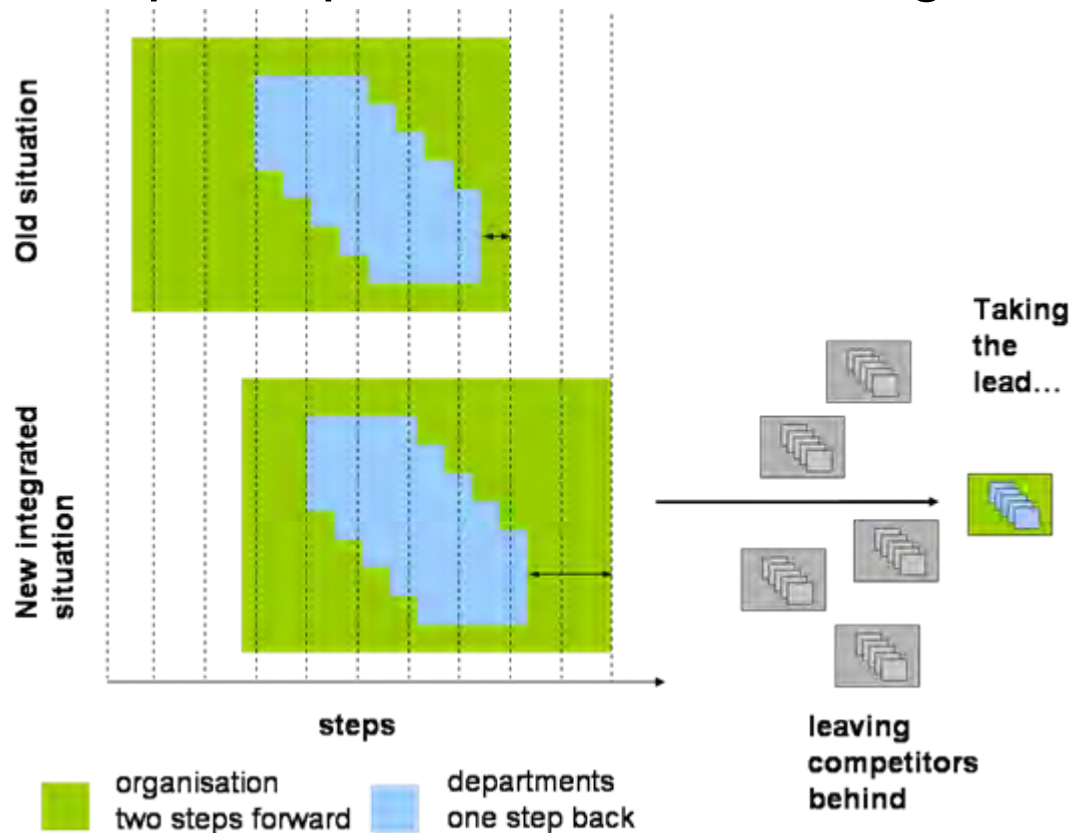 Old situation
New integrated
situation
Taking
the
lead...
steps
leaving
competitors
behind
organisation
two steps forward
departments
one step back